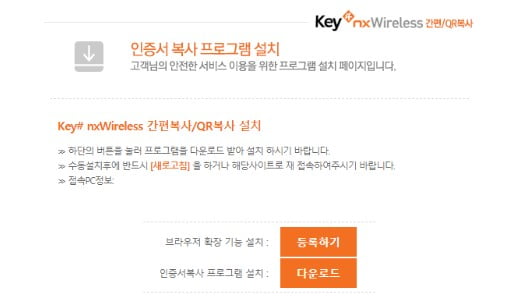 Key#nxWireless 간편/QR복사
인증서 복사 프로그램 설치
고객님의 안전한 서비스 이용을 위한 프로그램 설치 페이지입니다.
Key# nxWireless 간편복사/QR복사 설치
≫ 하단의 버튼을 눌러 프로그램을 다운로드 받아 설치 하시기 바랍니다.
≫ 수동설치후에 반드시 [새로고침] 을 하거나 해당사이트로 재 접속하여주시기 바랍니다.
≫ 접속PC정보:
브라우저 확장 기능 설치 : 등록하기
인증서복사 프로그램 설치 : 다운로드